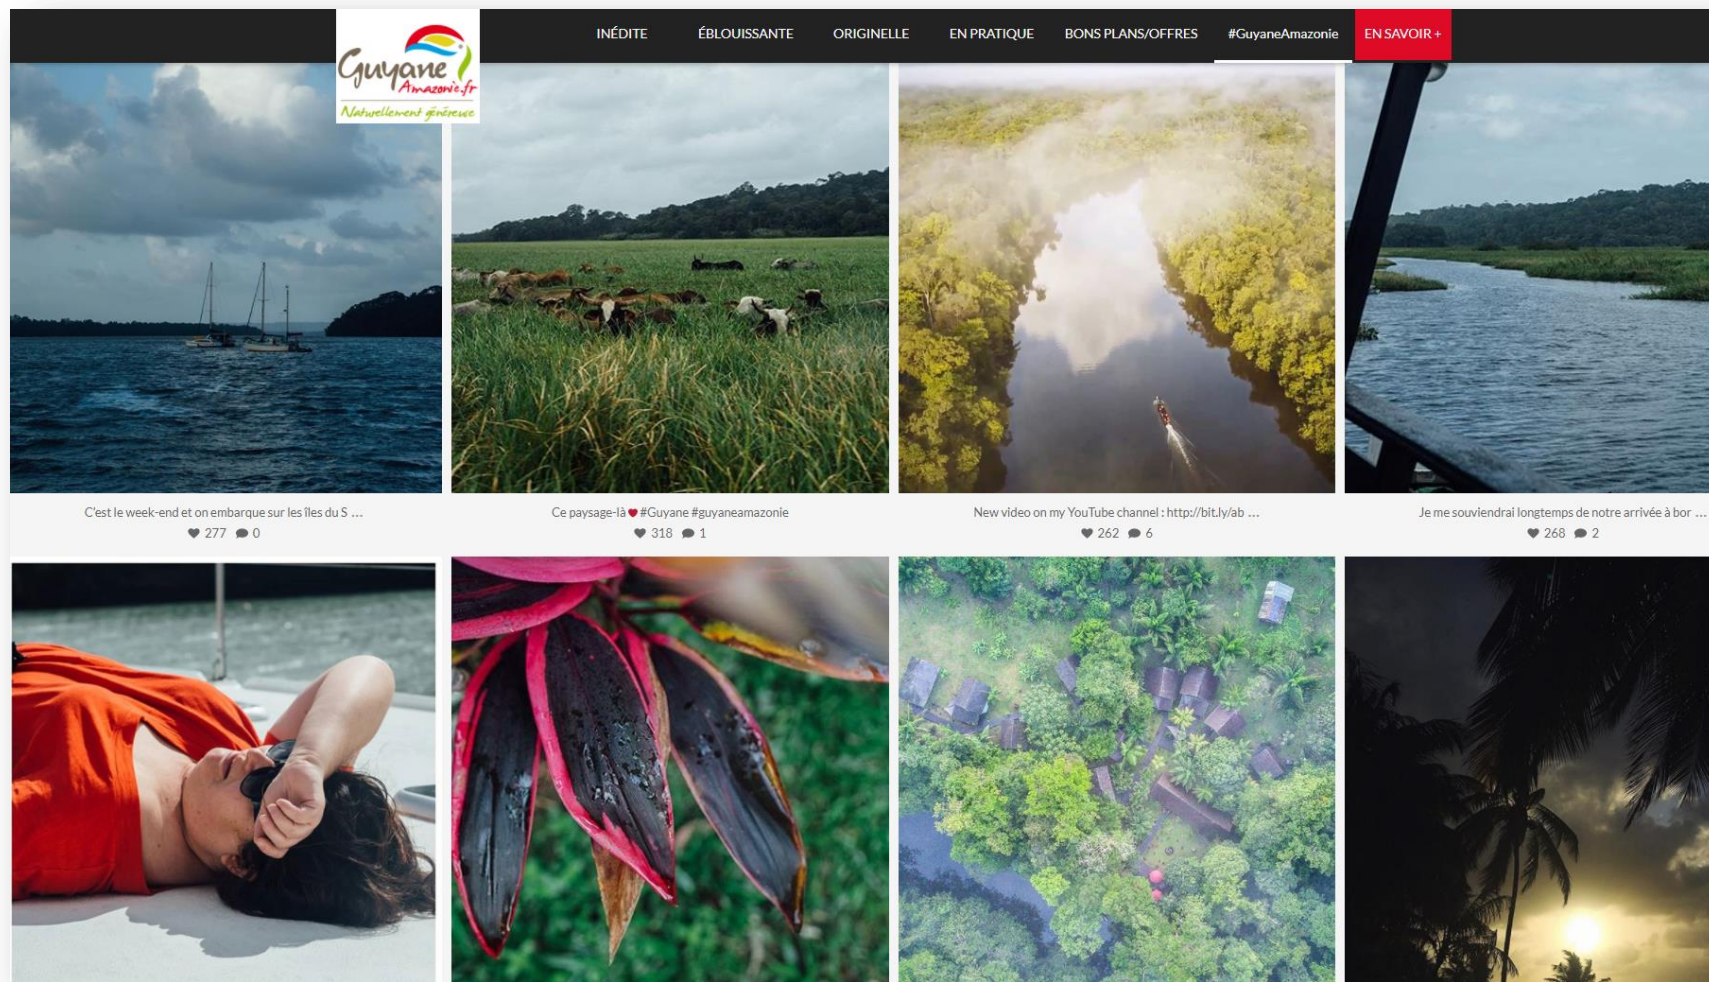 Guyane
Amazonie.fr
Naturellement généreuse
INÉDITE
ÉBLOUISSANTE
ORIGINELLE
EN PRATIQUE
BONS PLANS/OFFRES
#GuyaneAmazonie
EN SAVOIR +
C'est le week-end et on embarque sur les îles du S ...
277 0
Ce paysage-là ❤ #Guyane #guyaneamazonie
318 1
New video on my YouTube channel : http://bit.ly/ab ...
262 6
Je me souviendrai longtemps de notre arrivée à bor ...
268 2